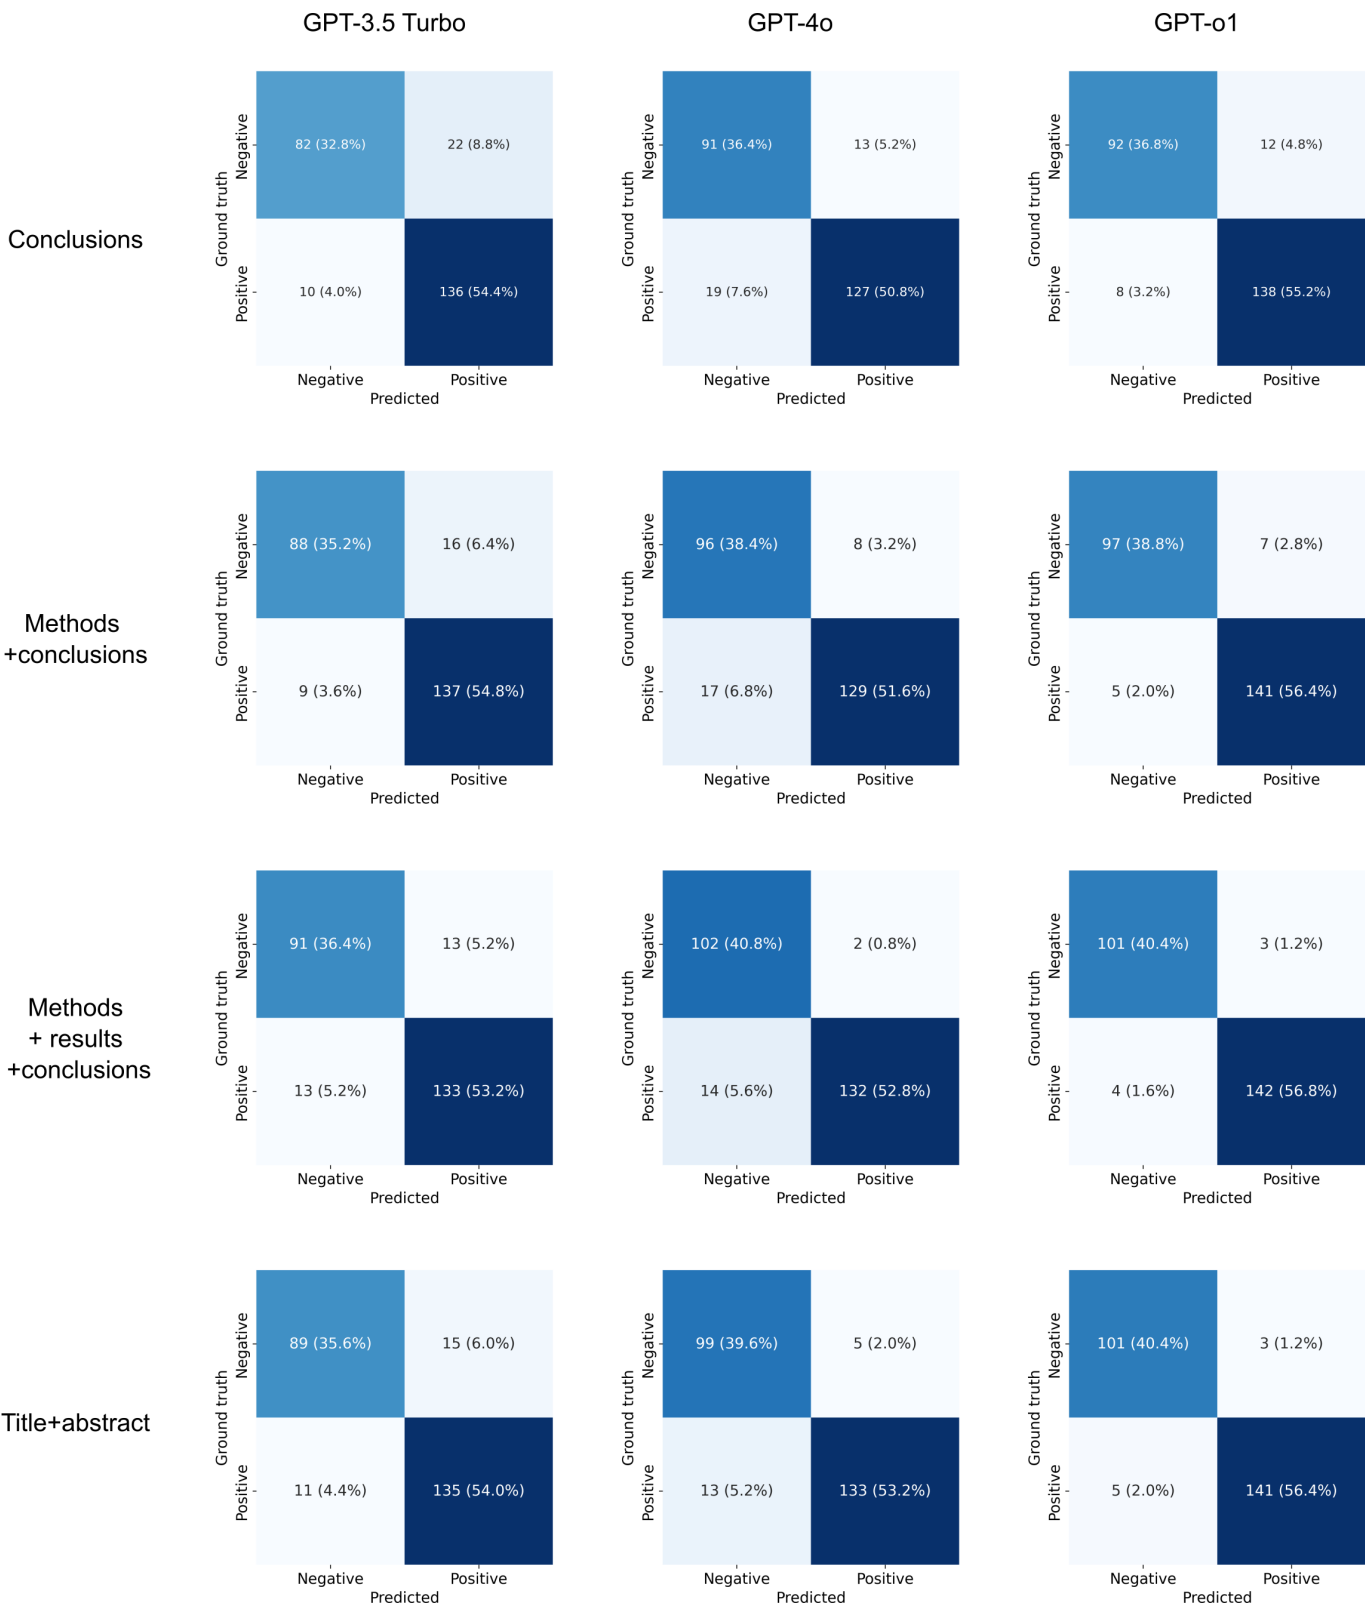 GPT-3.5 Turbo
GPT-4o
GPT-o1
Conclusions
Ground truth
Negative
Positive
82 (32.8%)
22 (8.8%)
10 (4.0%)
136 (54.4%)
Negative
Positive
Predicted
Ground truth
Negative
Positive
91 (36.4%)
13 (5.2%)
19 (7.6%)
127 (50.8%)
Negative
Positive
Predicted
Ground truth
Negative
Positive
92 (36.8%)
12 (4.8%)
8 (3.2%)
138 (55.2%)
Negative
Positive
Predicted
Methods
+conclusions
Ground truth
Negative
Positive
88 (35.2%)
16 (6.4%)
9 (3.6%)
137 (54.8%)
Negative
Positive
Predicted
Ground truth
Negative
Positive
96 (38.4%)
8 (3.2%)
17 (6.8%)
129 (51.6%)
Negative
Positive
Predicted
Ground truth
Negative
Positive
97 (38.8%)
7 (2.8%)
5 (2.0%)
141 (56.4%)
Negative
Positive
Predicted
Methods
+ results
+conclusions
Ground truth
Negative
Positive
91 (36.4%)
13 (5.2%)
13 (5.2%)
133 (53.2%)
Negative
Positive
Predicted
Ground truth
Negative
Positive
102 (40.8%)
2 (0.8%)
14 (5.6%)
132 (52.8%)
Negative
Positive
Predicted
Ground truth
Negative
Positive
101 (40.4%)
3 (1.2%)
4 (1.6%)
142 (56.8%)
Negative
Positive
Predicted
Title+abstract
Ground truth
Negative
Positive
89 (35.6%)
15 (6.0%)
11 (4.4%)
135 (54.0%)
Negative
Positive
Predicted
Ground truth
Negative
Positive
99 (39.6%)
5 (2.0%)
13 (5.2%)
133 (53.2%)
Negative
Positive
Predicted
Ground truth
Negative
Positive
101 (40.4%)
3 (1.2%)
5 (2.0%)
141 (56.4%)
Negative
Positive
Predicted